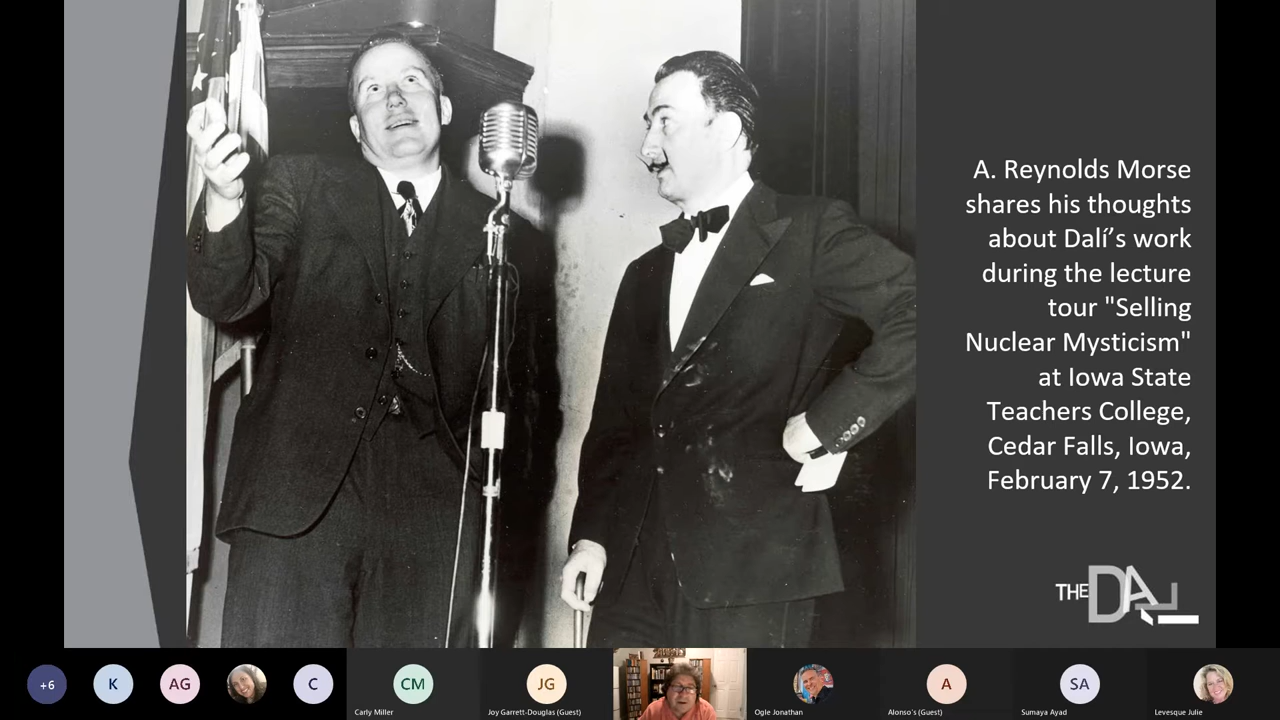 A. Reynolds Morse
shares his thoughts
about Dalí's work
during the lecture
tour "Selling
Nuclear Mysticism"
at Iowa State
Teachers College,
Cedar Falls, Iowa,
February 7, 1952.
THE DALÍ
+6
K
AG
C
CM
Carly Miller
JG
Joy Garrett-Douglas (Guest)
Ogle Jonathan
A
Alonso's (Guest)
SA
Sumaya Ayad
Levesque Julie